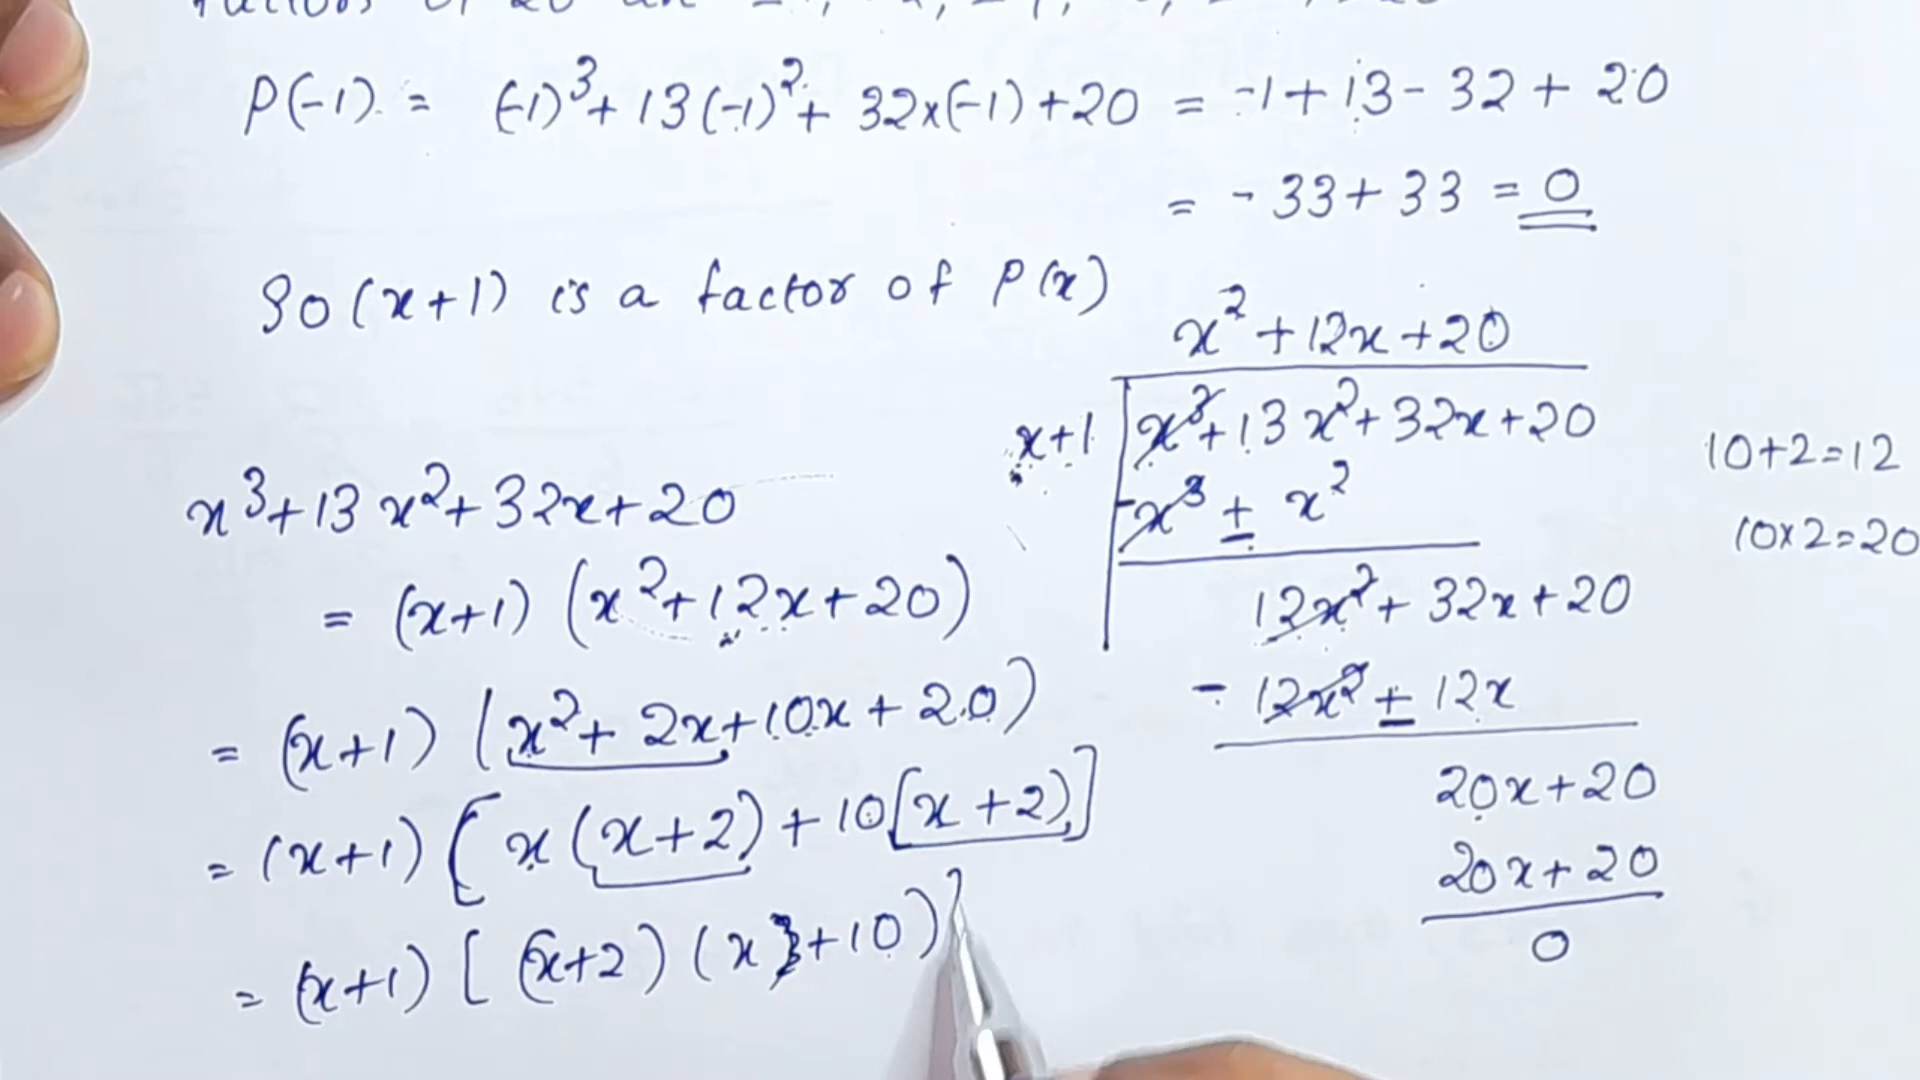 P(-1) = (-1)³ + 13(-1)² + 32×(-1) + 20 = -1 + 13 - 32 + 20
= -33 + 33 = 0
So (x+1) is a factor of P(x)
x² + 12x + 20
x+1
x³ + 13x² + 32x + 20
-x³ ± x²
12x² + 32x + 20
- 12x² ± 12x
20x + 20
20x + 20
0
10+2=12
10×2=20
x³ + 13x² + 32x + 20
= (x+1) (x² + 12x + 20)
= (x+1) (x² + 2x + 10x + 20)
= (x+1) [x (x+2) + 10[x+2)]
= (x+1) [ (x+2) (x +10)